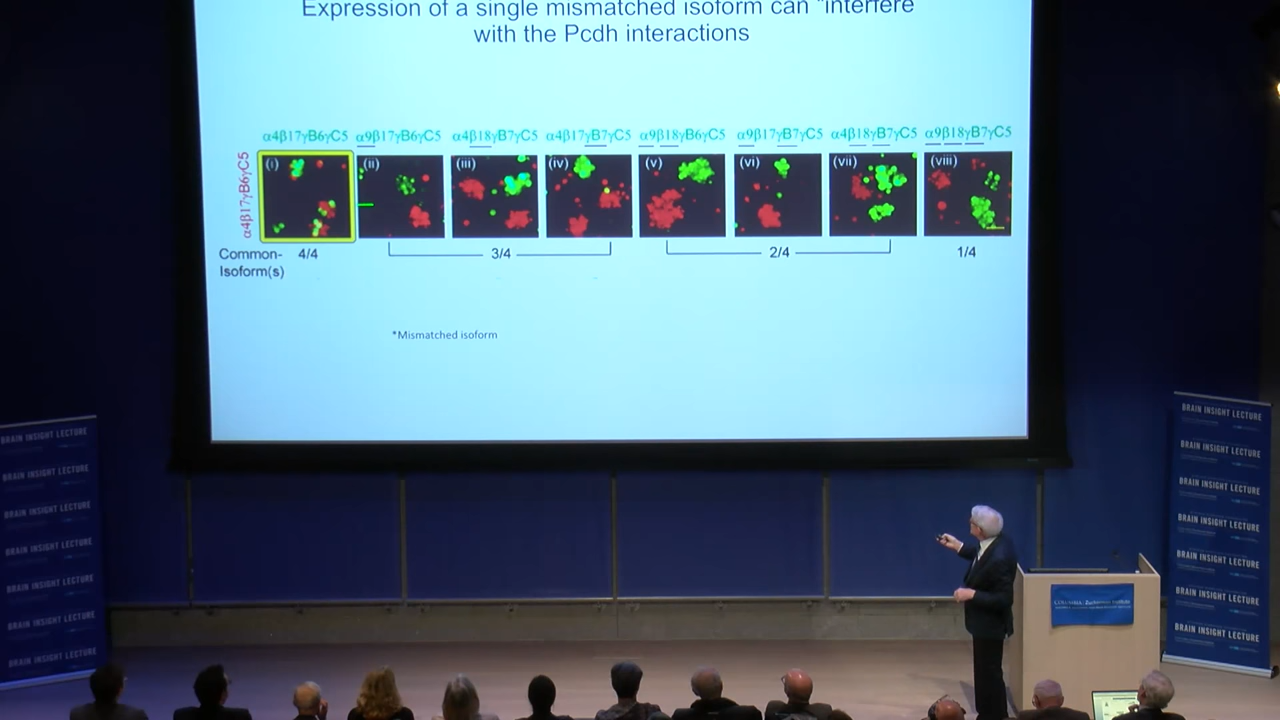 Expression of a single mismatched isoform can "interfere
with the Pcdh interactions
α4β17γB6γC5 α9β17γB6γC5 α4β18γB7γC5 α4β17γB7γC5 α9β18γB6γC5 α9β17γB7γC5 α4β18γB7γC5 α9β18γB7γC5
α4β17γB6γC5
(i) (ii) (iii) (iv) (v) (vi) (vii) (viii)
Common- 4/4 3/4 2/4 1/4
Isoform(s)
*Mismatched isoform
BRAIN INSIGHT LECTURE
BRAIN INSIGHT LECTURE
BRAIN INSIGHT LECTURE
BRAIN INSIGHT LECTURE
BRAIN INSIGHT LECTURE
BRAIN INSIGHT LECTURE
BRAIN INSIGHT LECTURE
BRAIN INSIGHT LECTURE
BRAIN INSIGHT LECTURE
BRAIN INSIGHT LECTURE
BRAIN INSIGHT LECTURE
BRAIN INSIGHT LECTURE
BRAIN INSIGHT LECTURE
BRAIN INSIGHT LECTURE
COLUMBIA Zuckerman Institute